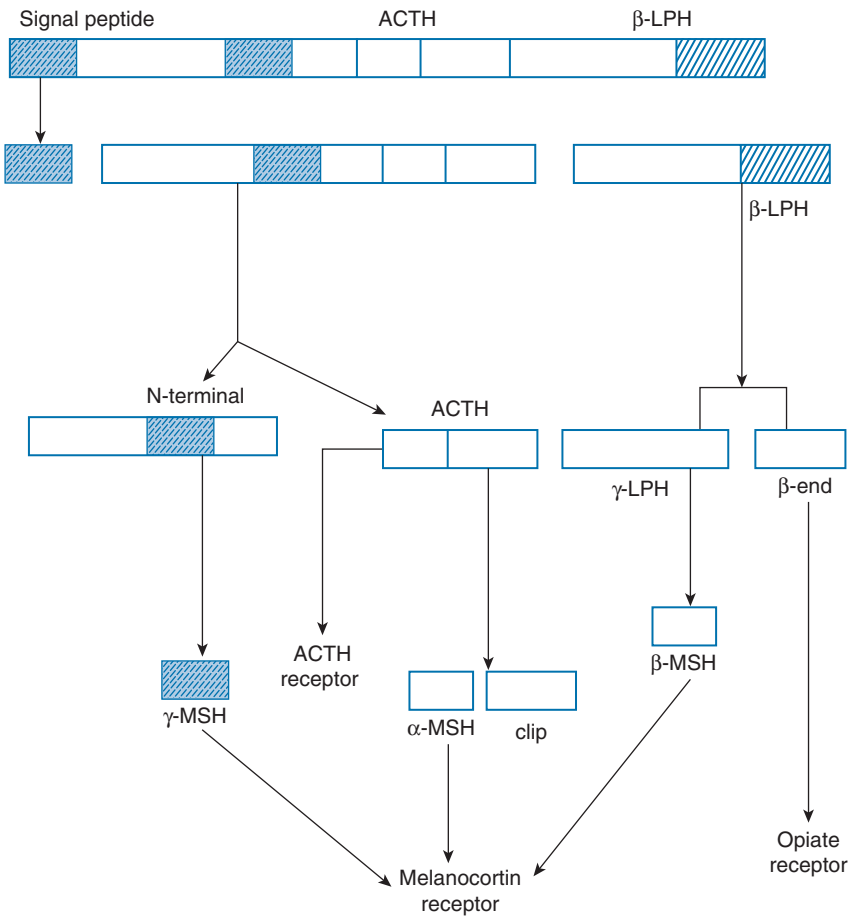 Signal peptide
ACTH
β-LPH
β-LPH
N-terminal
ACTH
γ-LPH
β-end
ACTH
receptor
β-MSH
γ-MSH
α-MSH
clip
Opiate
receptor
Melanocortin
receptor